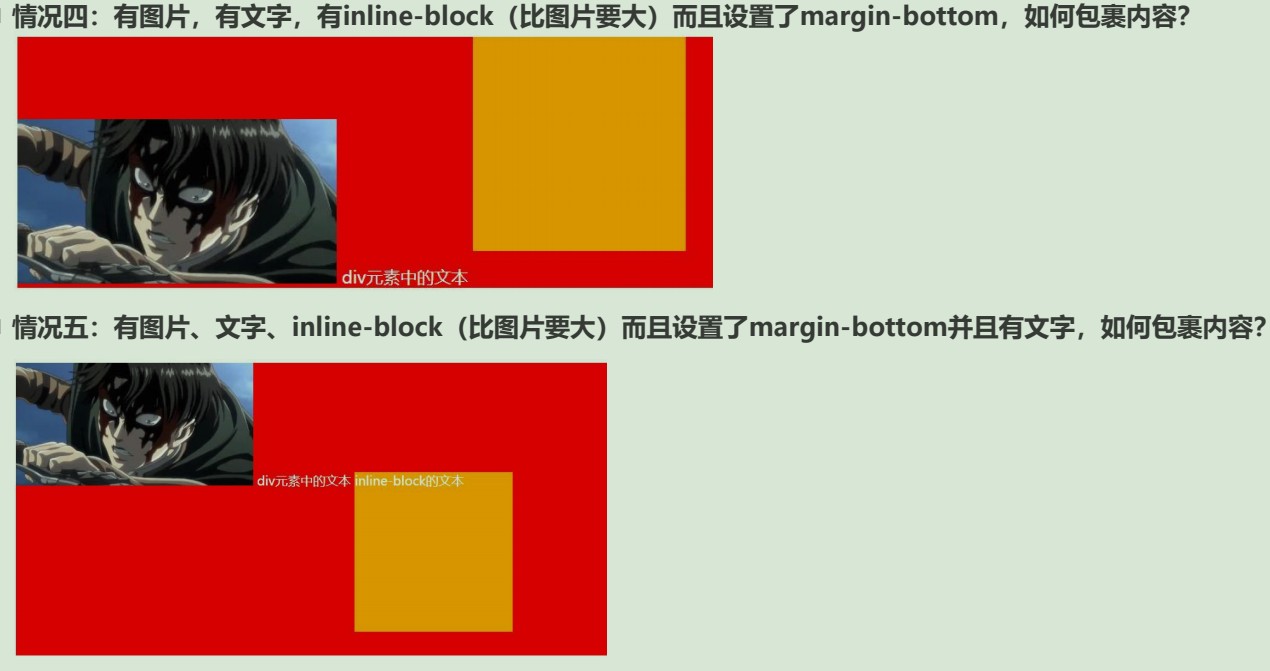 情况四：有图片，有文字，有inline-block（比图片要大）而且设置了margin-bottom，如何包裹内容？
div元素中的文本
情况五：有图片、文字、inline-block（比图片要大）而且设置了margin-bottom并且有文字，如何包裹内容？
div元素中的文本 inline-block的文本